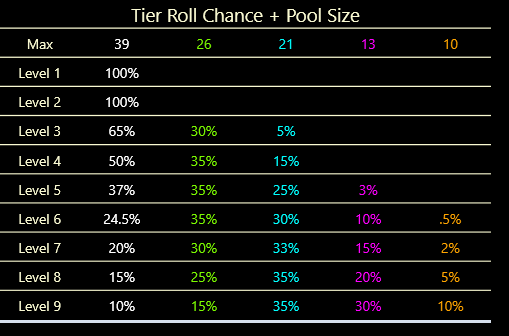 Tier Roll Chance + Pool Size
Max 39 26 21 13 10
Level 1 100%
Level 2 100%
Level 3 65% 30% 5%
Level 4 50% 35% 15%
Level 5 37% 35% 25% 3%
Level 6 24.5% 35% 30% 10% .5%
Level 7 20% 30% 33% 15% 2%
Level 8 15% 25% 35% 20% 5%
Level 9 10% 15% 35% 30% 10%